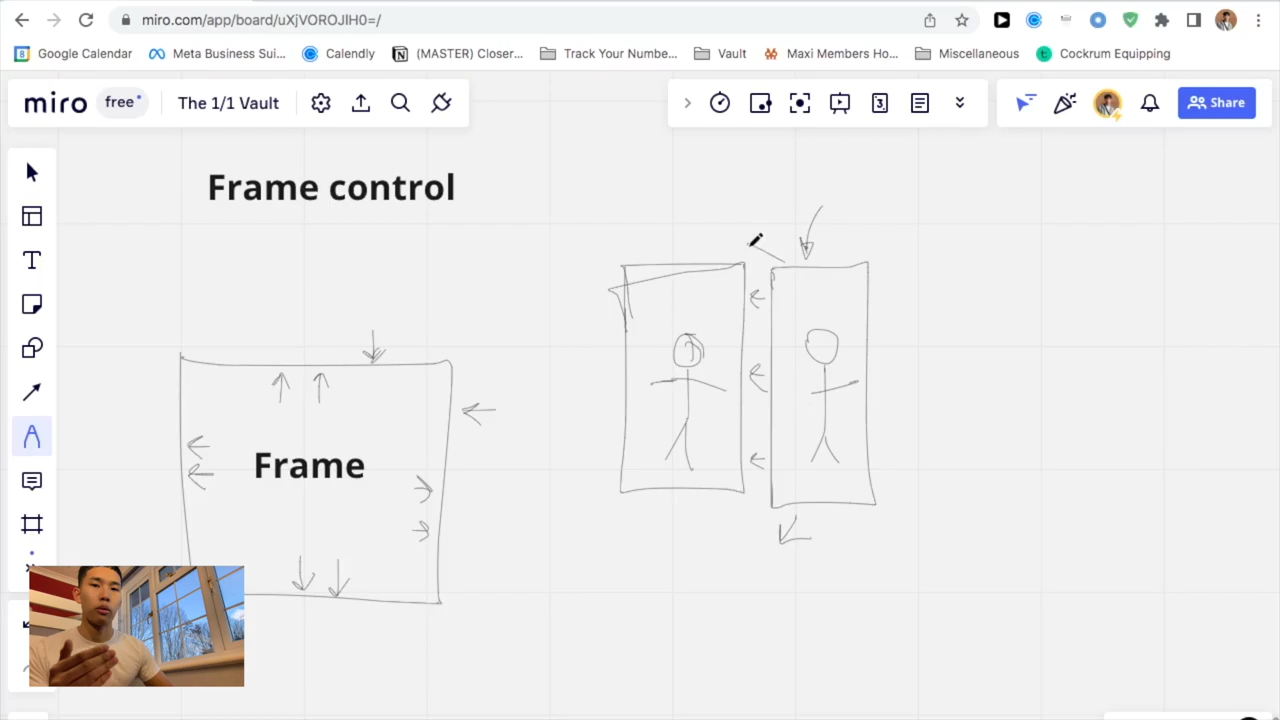 miro.com/app/board/uXjVOROJIH0=/
8 Google Calendar Meta Business Sui... Calendly (MASTER) Closer... Track Your Numbe... Vault Maxi Members Ho... Miscellaneous Cockrum Equipping
miro free The 1/1 Vault 3 Share
Frame control
Frame